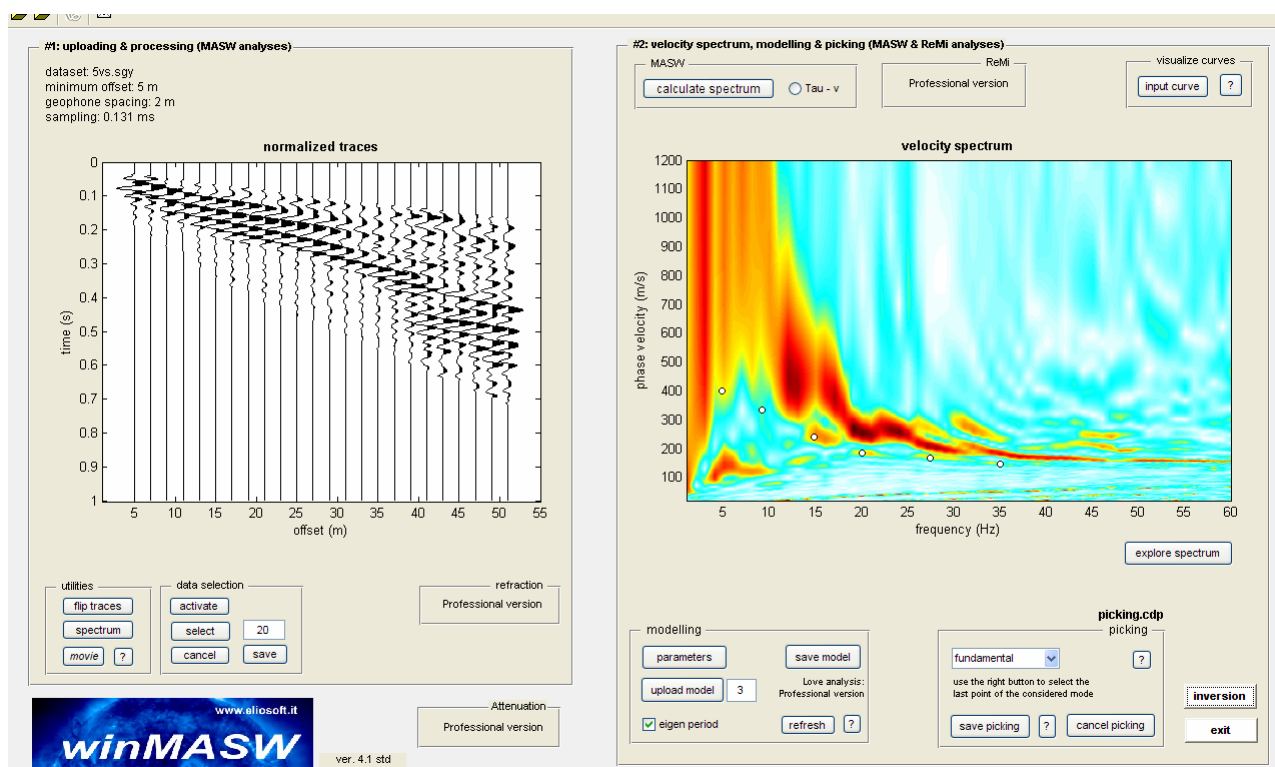 #1: uploading & processing (MASW analyses)
dataset: 5vs.sgy
minimum offset: 5 m
geophone spacing: 2 m
sampling: 0.131 ms
normalized traces
0
0.1
0.2
0.3
0.4
0.5
0.6
0.7
0.8
0.9
1
time (s)
5 10 15 20 25 30 35 40 45 50 55
offset (m)
utilities
flip traces
spectrum
movie ?
data selection
activate
select 20
cancel save
refraction
Professional version
www.eliosoft.it
winMASW
Attenuation
Professional version
ver. 4.1 std
#2: velocity spectrum, modelling & picking (MASW & ReMi analyses)
MASW
calculate spectrum Tau - v
ReMi
Professional version
visualize curves
input curve ?
velocity spectrum
1200
1100
1000
900
800
700
600
500
400
300
200
100
phase velocity (m/s)
5 10 15 20 25 30 35 40 45 50 55 60
frequency (Hz)
explore spectrum
modelling
parameters save model
upload model 3 Love analysis:
Professional version
eigen period refresh ?
picking.cdp
picking
fundamental ?
use the right button to select the
last point of the considered mode
save picking ? cancel picking
inversion
exit